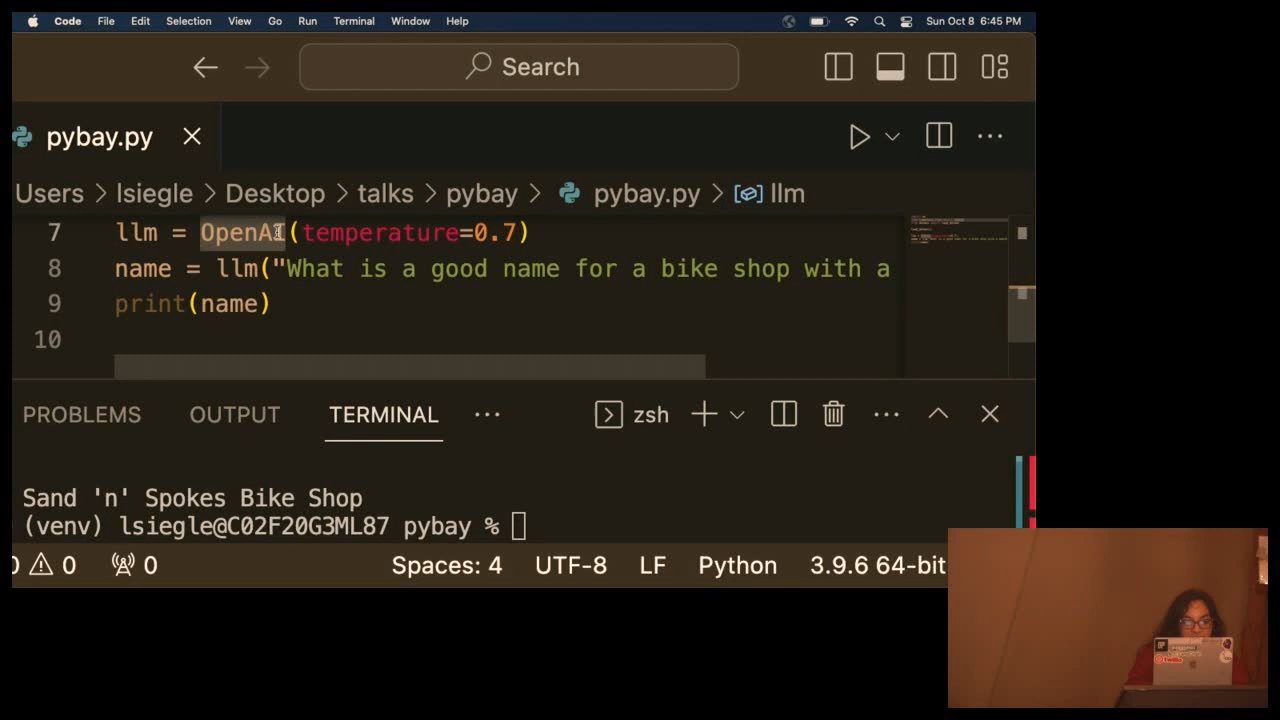 Code File Edit Selection View Go Run Terminal Window Help Sun Oct 8 6:45 PM
Search
pybay.py
Users > lsiegle > Desktop > talks > pybay > pybay.py > llm
7 llm = OpenAI(temperature=0.7)
8 name = llm("What is a good name for a bike shop with a
9 print(name)
10
PROBLEMS OUTPUT TERMINAL ... zsh
Sand 'n' Spokes Bike Shop
(venv) lsiegle@C02F20G3ML87 pybay %
0 0 0 Spaces: 4 UTF-8 LF Python 3.9.6 64-bit